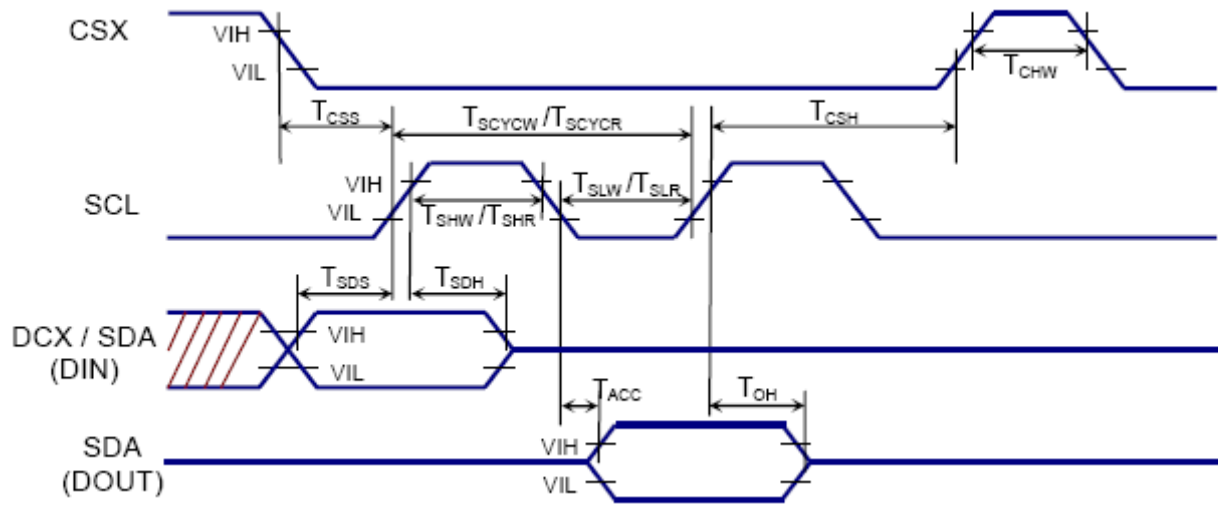 CSX
VIH
VIL
TCSS
TSCYCW /TSCYCR
TCSH
TCHW
SCL
VIH
VIL
TSHW /TSHR
TSLW /TSLR
TSDS
TSDH
DCX / SDA
(DIN)
VIH
VIL
TACC
TOH
SDA
(DOUT)
VIH
VIL